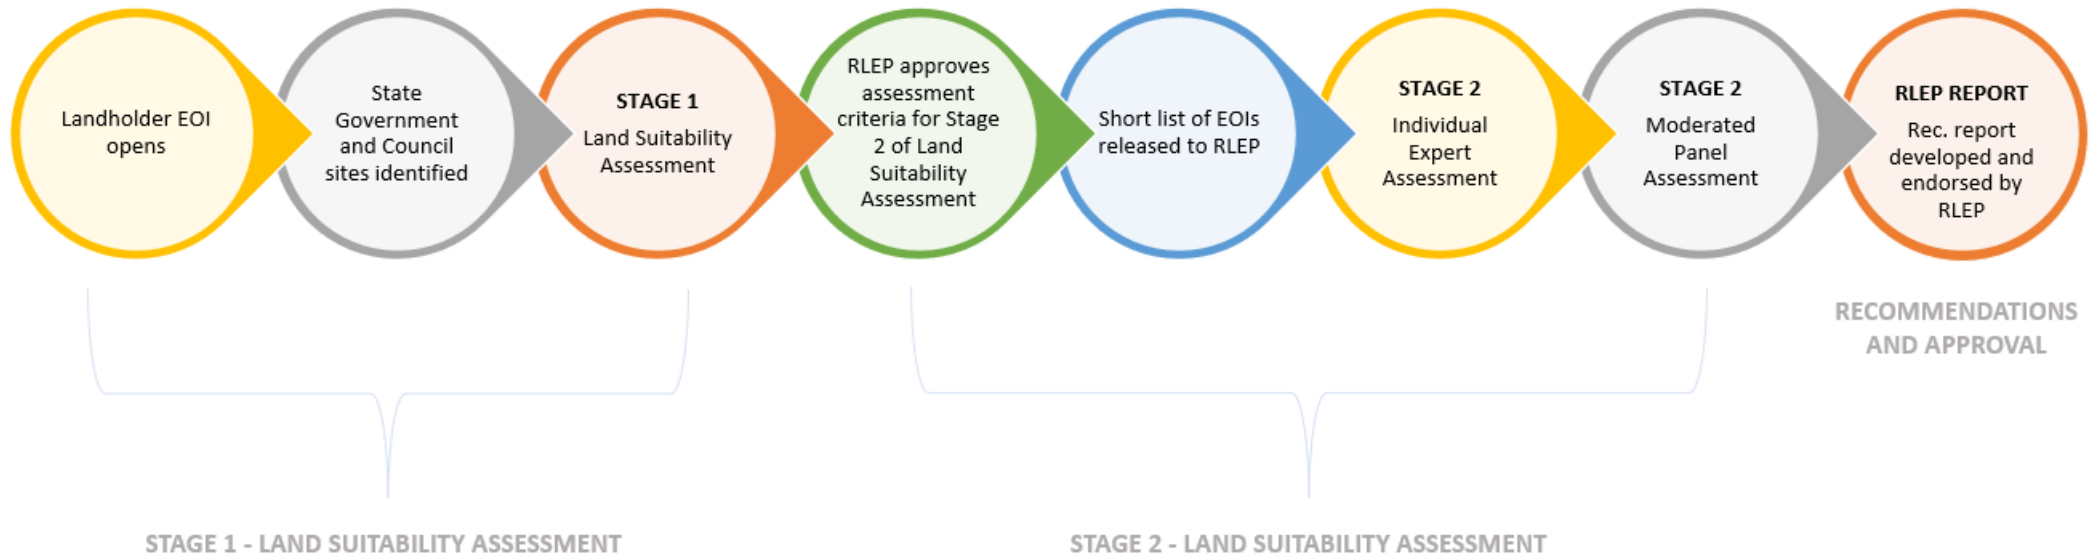 Landholder EOI
opens
State
Government
and Council
sites identified
STAGE 1
Land Suitability
Assessment
RLEP approves
assessment
criteria for Stage
2 of Land
Suitability
Assessment
Short list of EOIs
released to RLEP
STAGE 2
Individual
Expert
Assessment
STAGE 2
Moderated
Panel
Assessment
RLEP REPORT
Rec. report
developed and
endorsed by
RLEP
RECOMMENDATIONS
AND APPROVAL
STAGE 1 - LAND SUITABILITY ASSESSMENT
STAGE 2 - LAND SUITABILITY ASSESSMENT